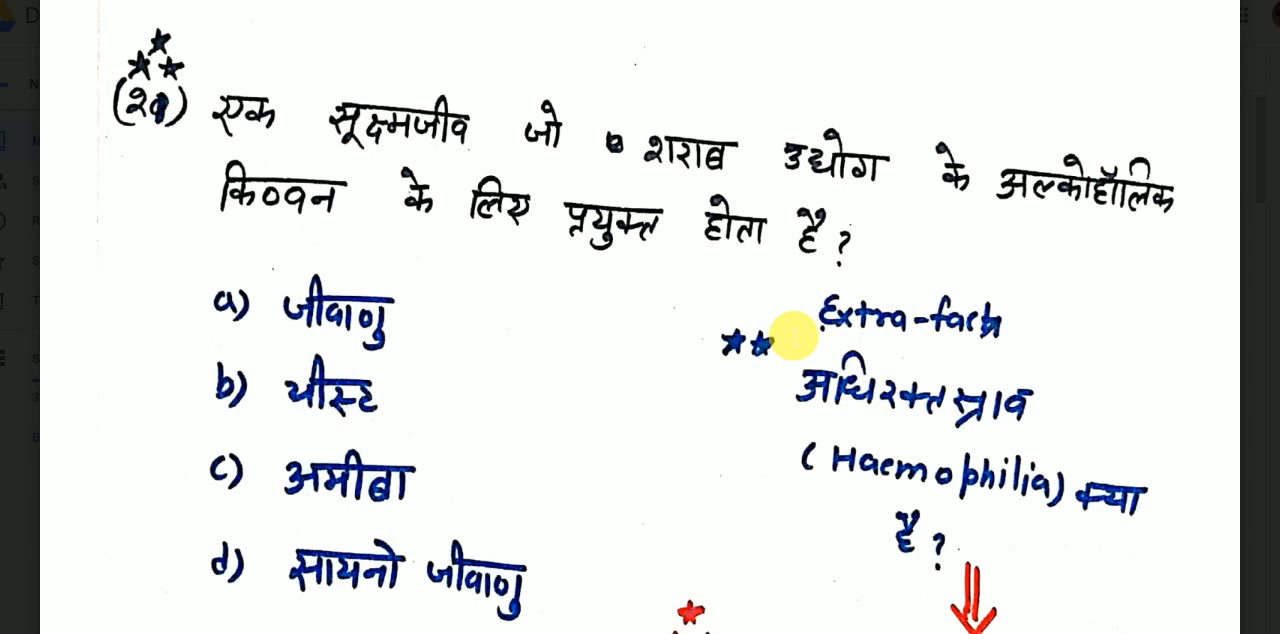 (21) एक सूक्ष्मजीव जो शराब उद्योग के अल्कोहॉलिक
किण्वन के लिए प्रयुक्त होता है?
a) जीवाणु
b) यीस्ट
c) अमीबा
d) सायनो जीवाणु
Extra-fact
अधिरक्तस्त्राव
(Haemophilia) क्या
है?